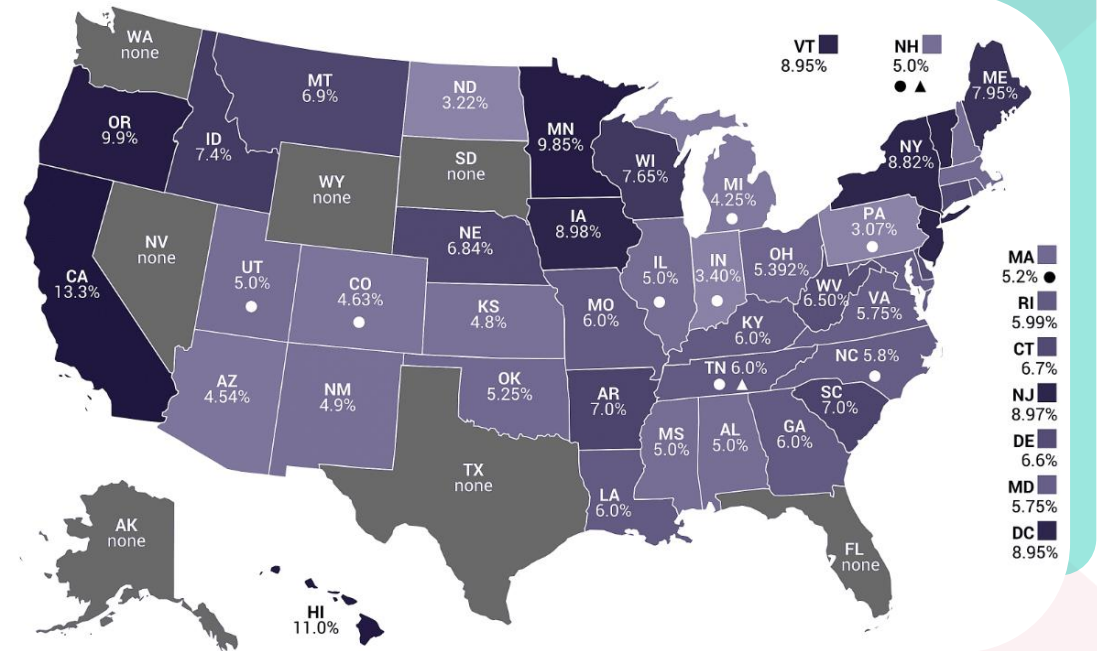 WA
none
OR
9.9%
CA
13.3%
ID
7.4%
NV
none
MT
6.9%
WY
none
UT
5.0%
CO
4.63%
AZ
4.54%
NM
4.9%
ND
3.22%
SD
none
NE
6.84%
KS
4.8%
OK
5.25%
TX
none
MN
9.85%
IA
8.98%
MO
6.0%
AR
7.0%
LA
6.0%
WI
7.65%
IL
5.0%
MI
4.25%
IN
3.40%
OH
5.392%
KY
6.0%
TN 6.0%
MS
5.0%
AL
5.0%
GA
6.0%
FL
none
SC
7.0%
NC 5.8%
VA
5.75%
WV
6.50%
PA
3.07%
NY
8.82%
ME
7.95%
VT
8.95%
NH
5.0%
MA
5.2%
RI
5.99%
CT
6.7%
NJ
8.97%
DE
6.6%
MD
5.75%
DC
8.95%
AK
none
HI
11.0%